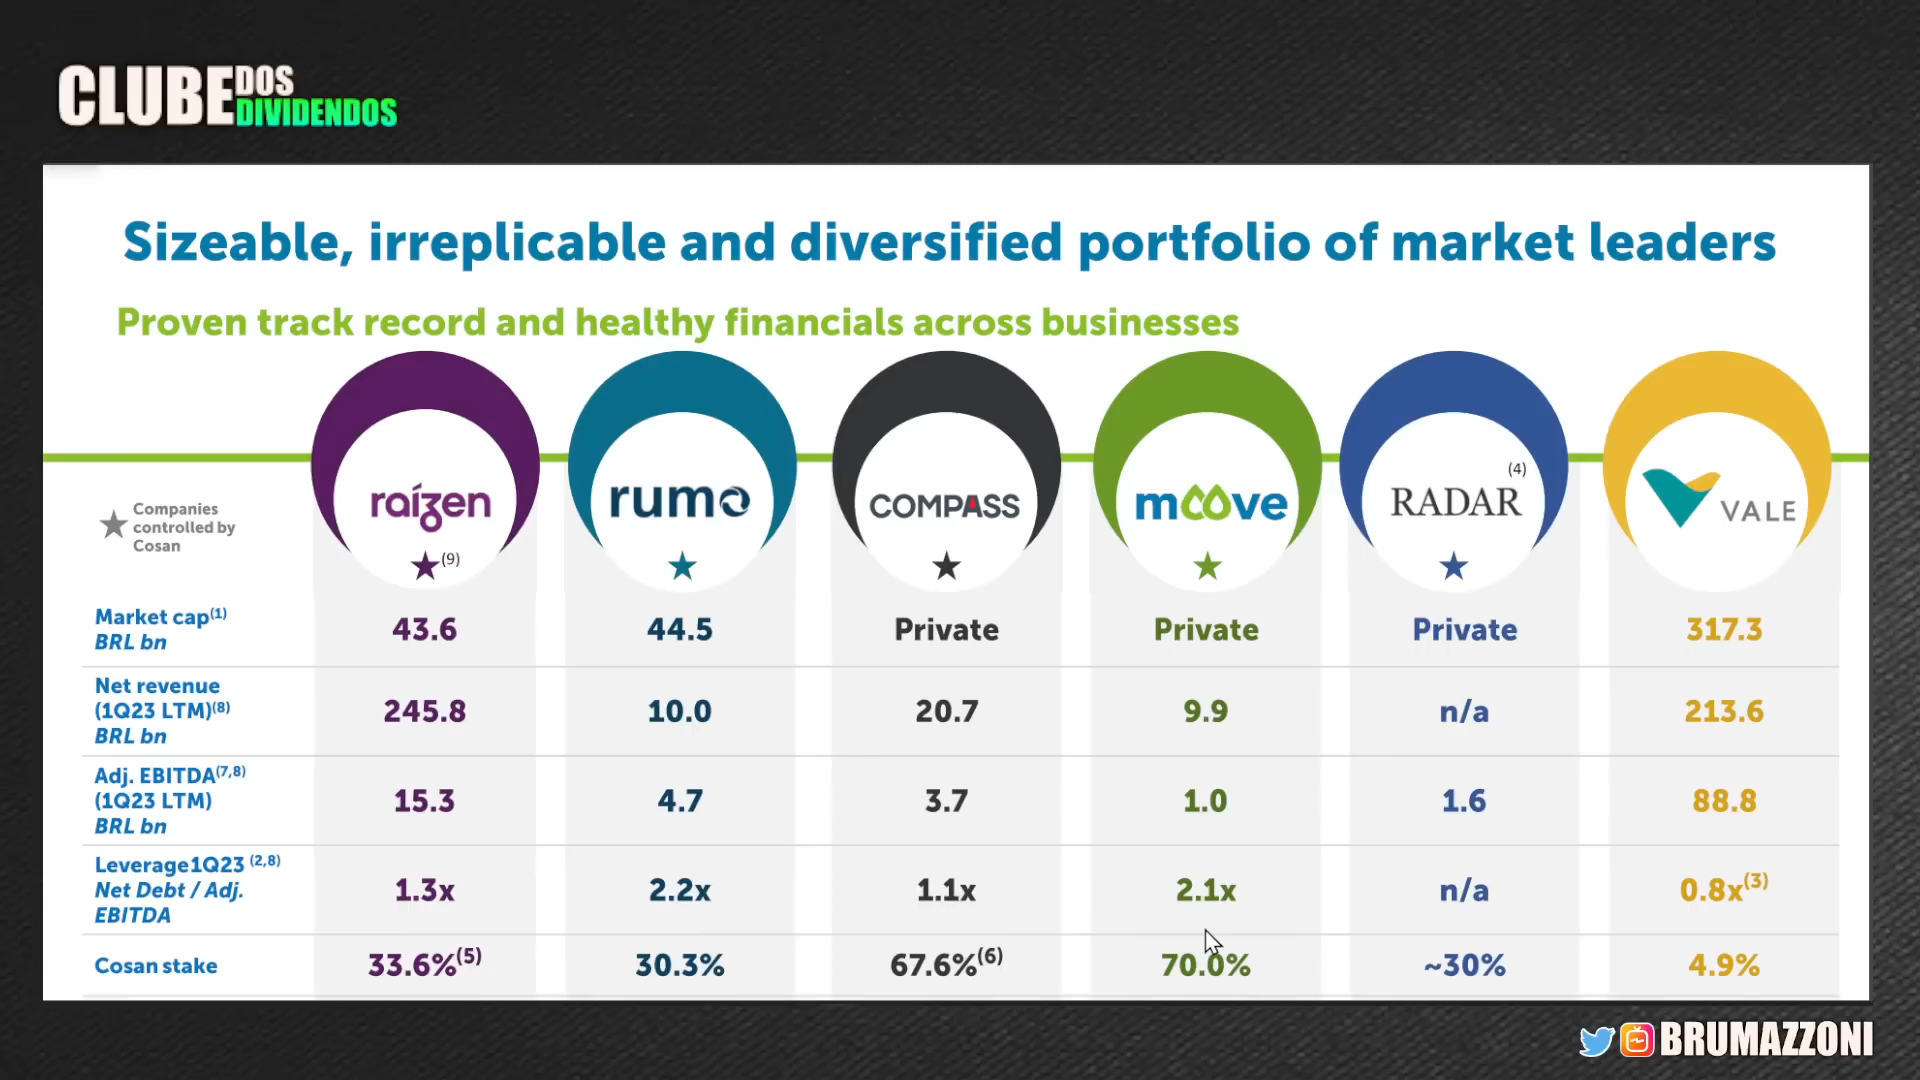 CLUBE DOS DIVIDENDOS
Sizeable, irreplicable and diversified portfolio of market leaders
Proven track record and healthy financials across businesses
Companies
controlled by
Cosan
raízen
(9)
rumo
COMPASS
moove
RADAR (4)
VALE
Market cap(1)
BRL bn
43.6 44.5 Private Private Private 317.3
Net revenue
(1Q23 LTM)(8)
BRL bn
245.8 10.0 20.7 9.9 n/a 213.6
Adj. EBITDA(7,8)
(1Q23 LTM)
BRL bn
15.3 4.7 3.7 1.0 1.6 88.8
Leverage1Q23 (2,8)
Net Debt / Adj.
EBITDA
1.3x 2.2x 1.1x 2.1x n/a 0.8x(3)
Cosan stake 33.6%(5) 30.3% 67.6%(6) 70.0% ~30% 4.9%
BRUMAZZONI